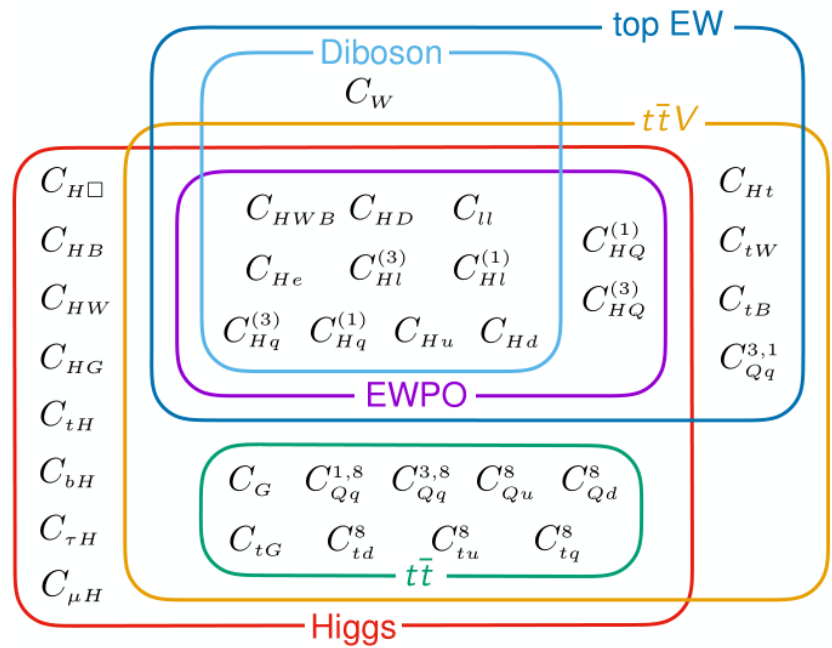 top EW
Diboson
C_W
t\bar{t}V
C_{H□}
C_{HB}
C_{HW}
C_{HG}
C_{tH}
C_{bH}
C_{τH}
C_{μH}
C_{HWB} C_{HD} C_{ll}
C_{He} C_{Hl}^{(3)} C_{Hl}^{(1)}
C_{Hq}^{(3)} C_{Hq}^{(1)} C_{Hu} C_{Hd}
C_{HQ}^{(1)}
C_{HQ}^{(3)}
C_{Ht}
C_{tW}
C_{tB}
C_{Qq}^{3,1}
EWPO
C_G C_{Qq}^{1,8} C_{Qq}^{3,8} C_{Qu}^{8} C_{Qd}^{8}
C_{tG} C_{td}^{8} C_{tu}^{8} C_{tq}^{8}
t\bar{t}
Higgs